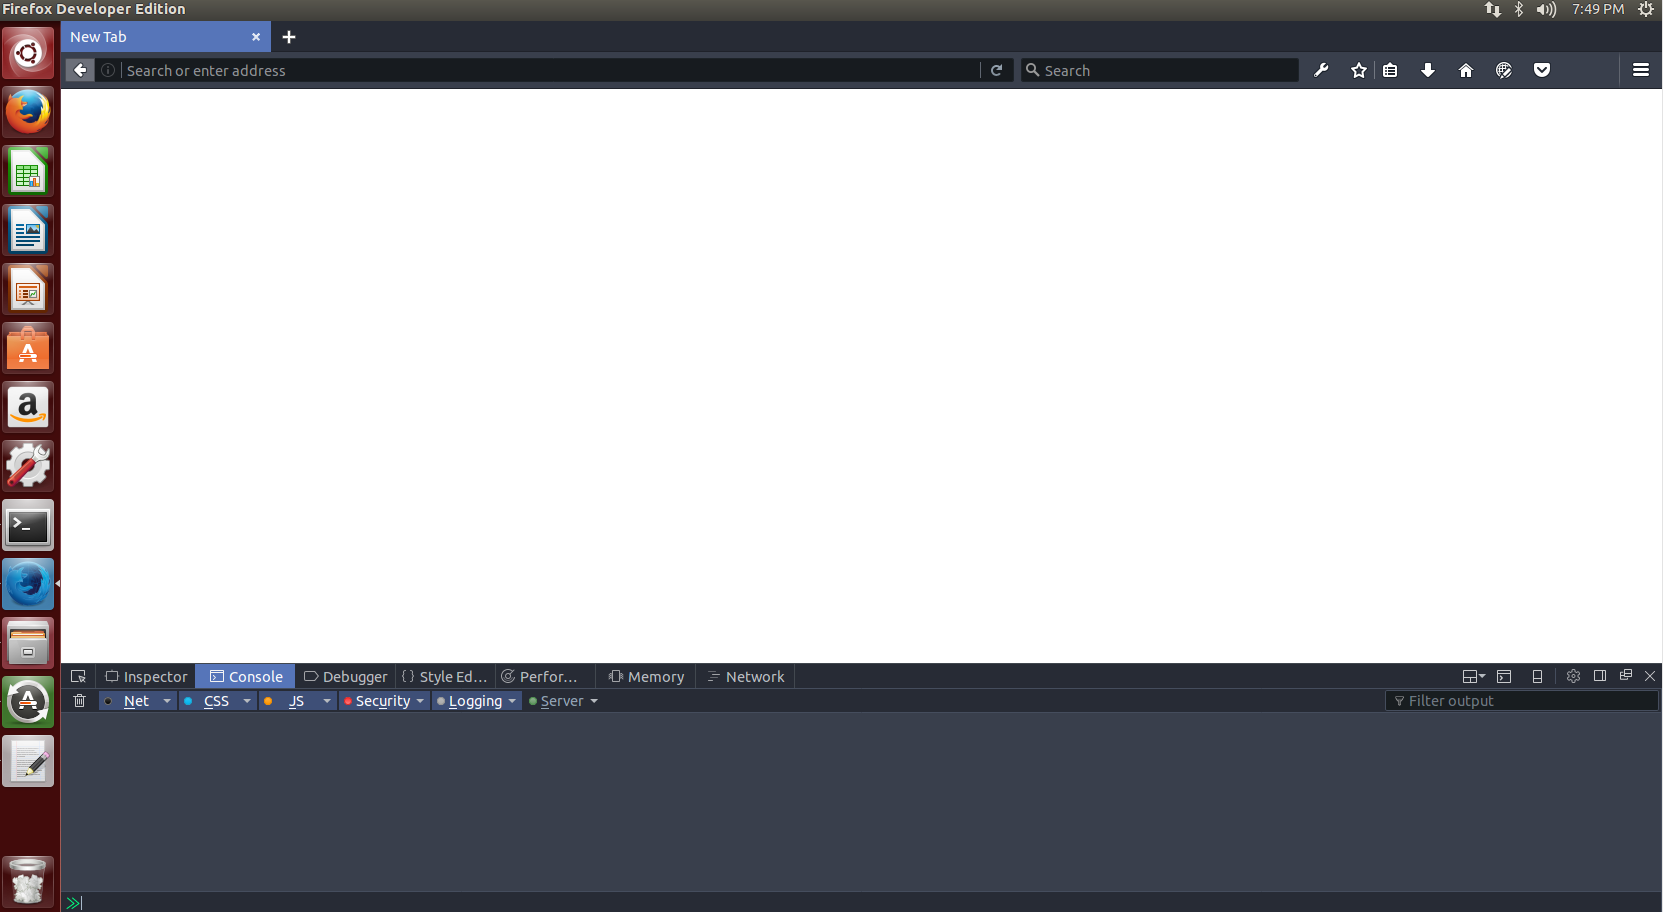 Firefox Developer Edition 7:49 PM
New Tab
Search or enter address Search
Inspector Console Debugger Style Ed... Perfor... Memory Network
Net CSS JS Security Logging Server Filter output